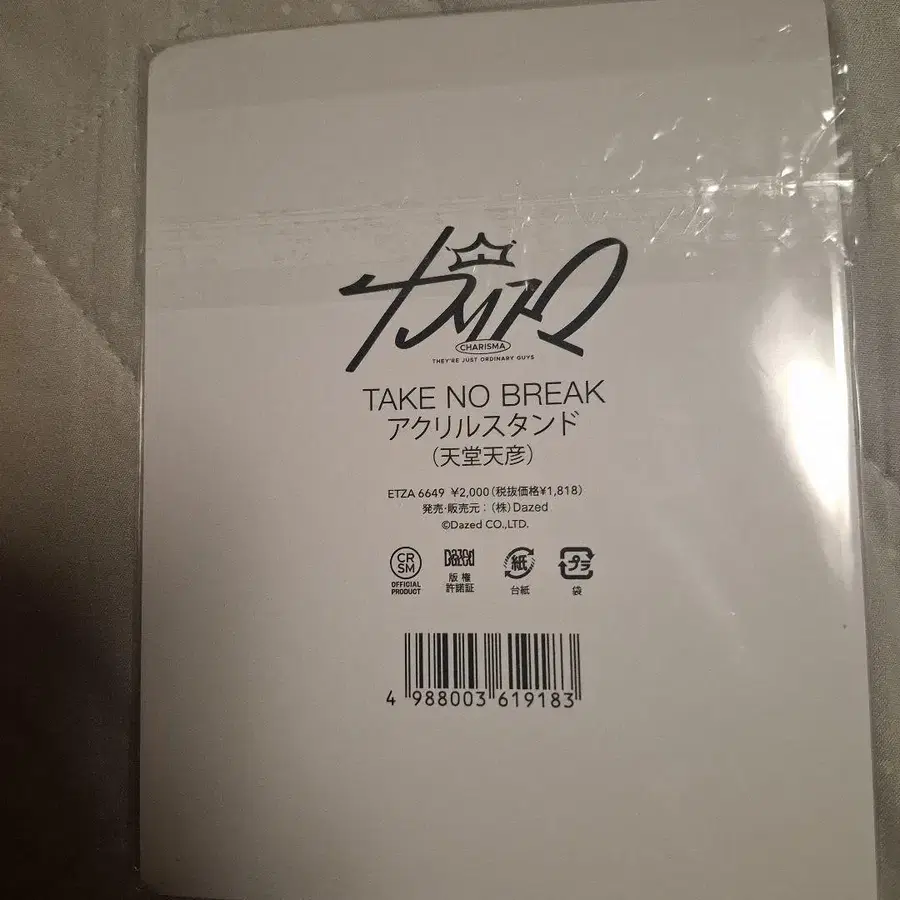 カリスマ
CHARISMA
THEY'RE JUST ORDINARY GUYS
TAKE NO BREAK
アクリルスタンド
(天堂天彦)
ETZA 6649 ¥2,000(税抜価格¥1,818)
発売・販売元:(株)Dazed
©Dazed CO.,LTD.
CR
SM
OFFICIAL
PRODUCT
Dazed
版権
許諾証
紙
台紙
プラ
袋
4 988003 619183